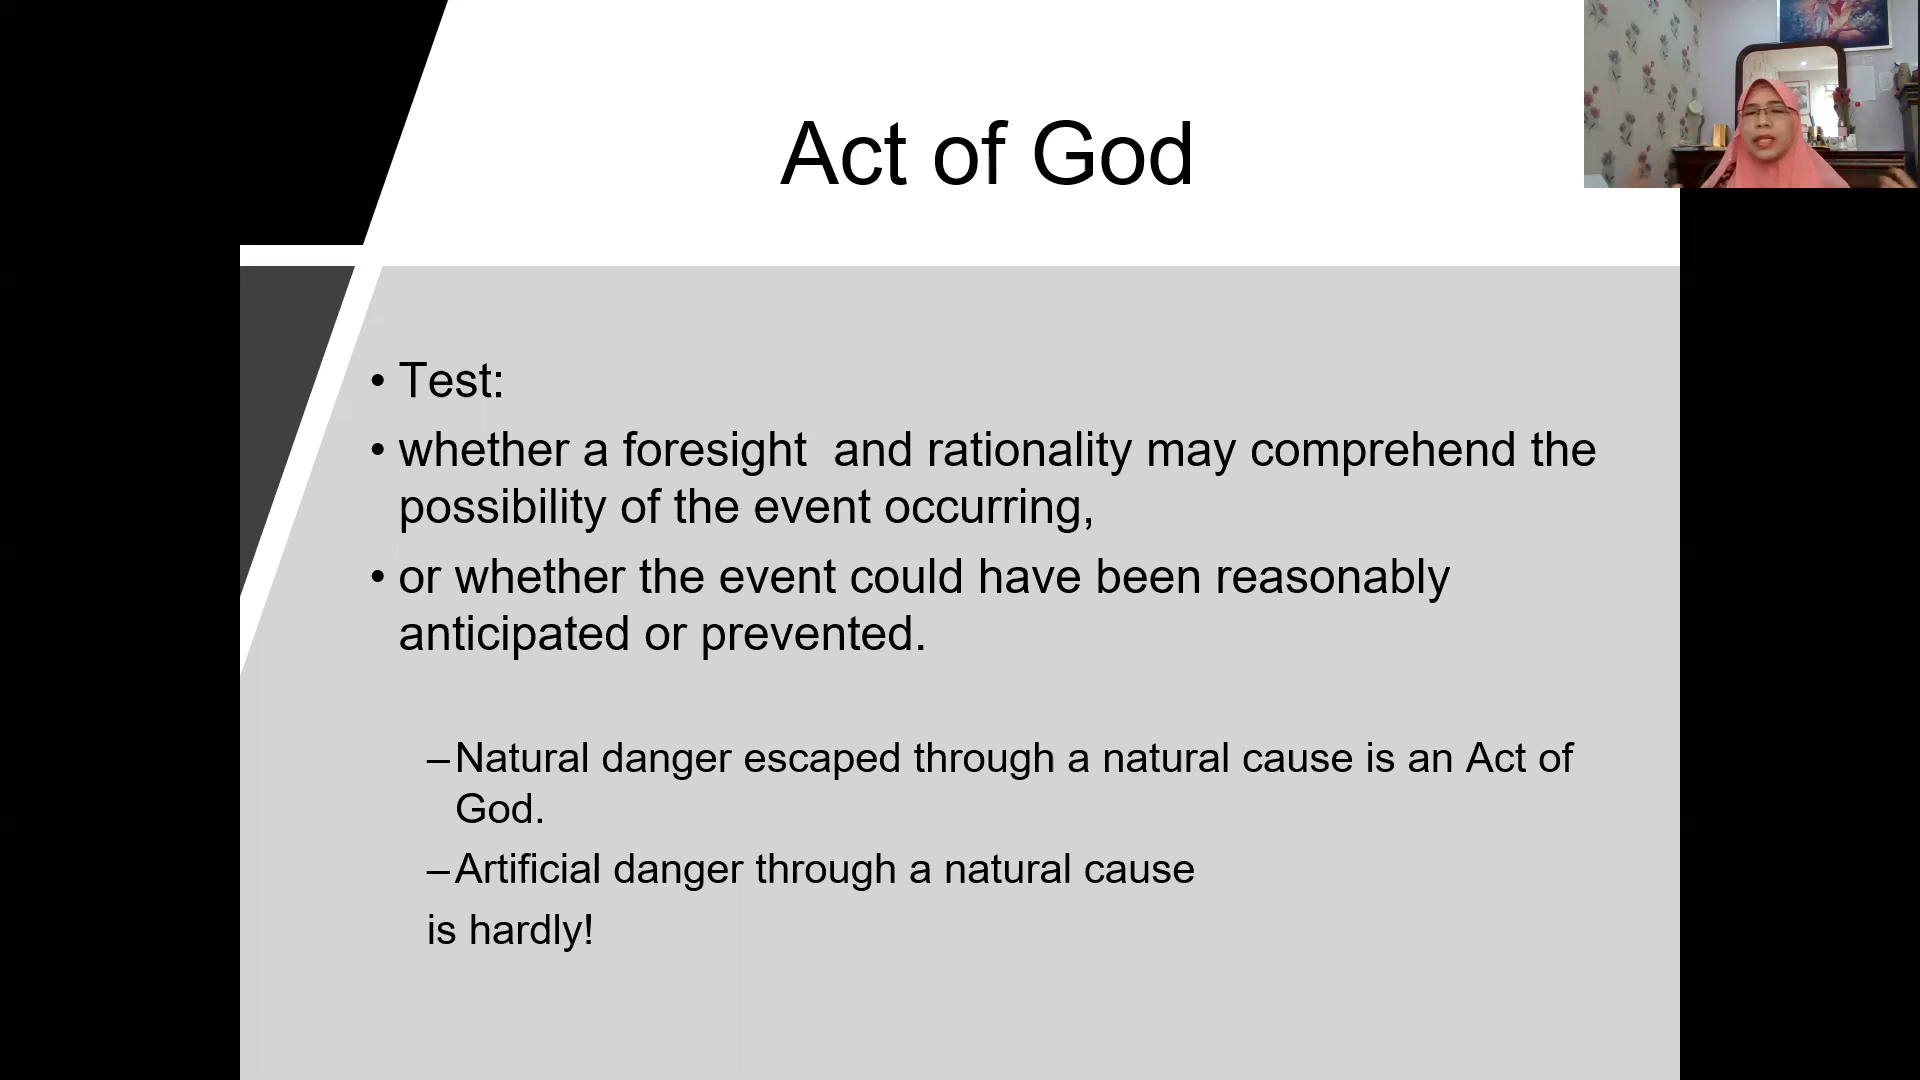 Act of God
• Test:
• whether a foresight  and rationality may comprehend the
possibility of the event occurring,
• or whether the event could have been reasonably
anticipated or prevented.
–Natural danger escaped through a natural cause is an Act of
God.
–Artificial danger through a natural cause
is hardly!